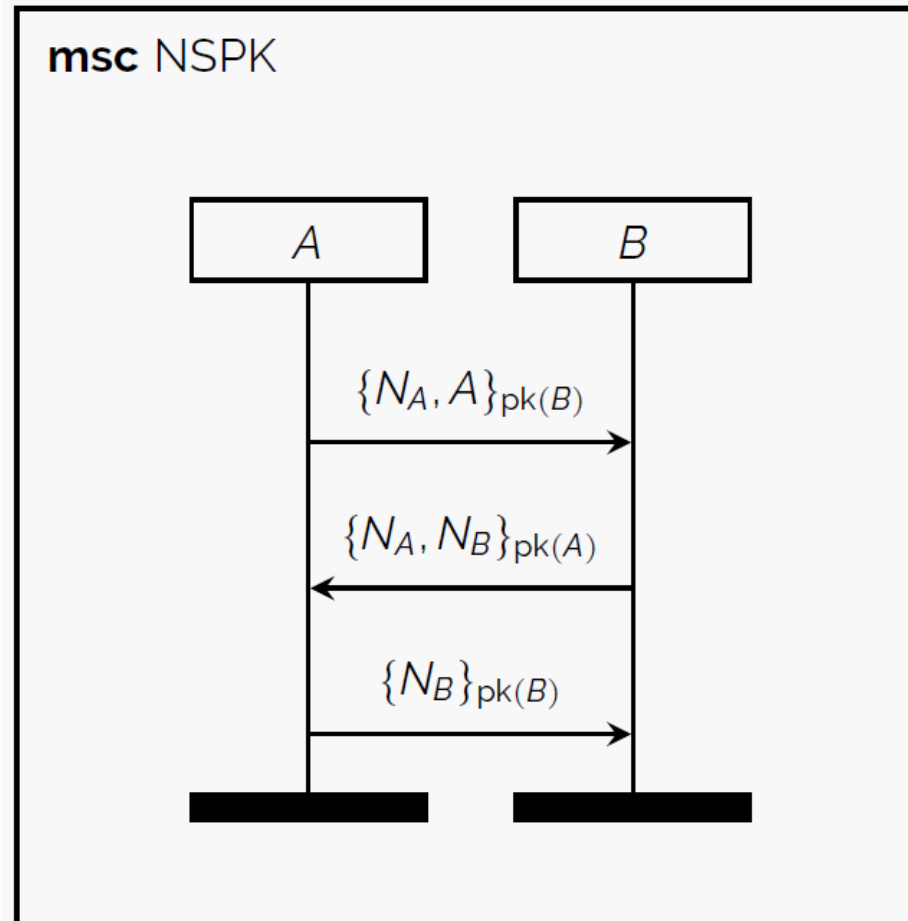 msc NSPK
A B
{N_A, A}_pk(B)
{N_A, N_B}_pk(A)
{N_B}_pk(B)